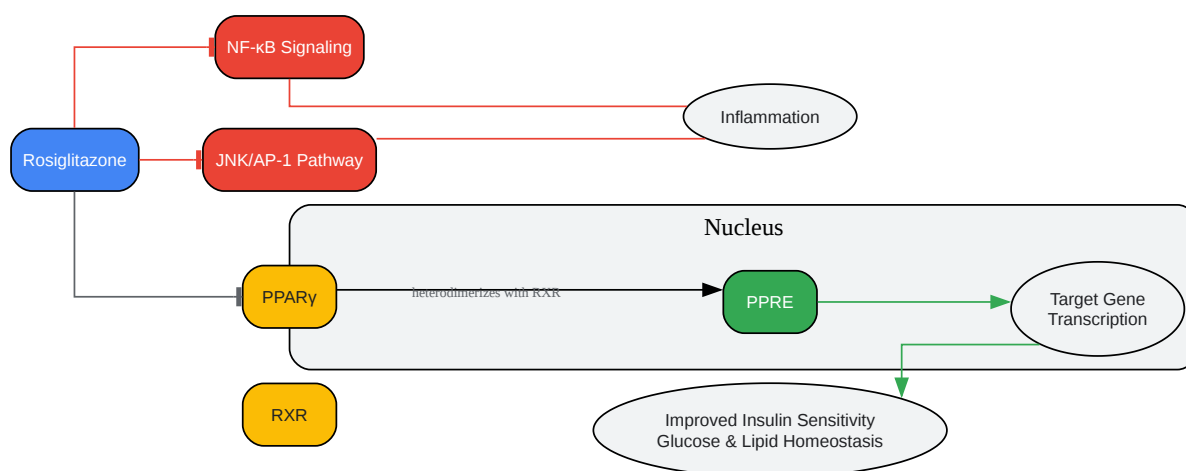 NF-κB Signaling
Inflammation
Rosiglitazone
JNK/AP-1 Pathway
Nucleus
PPARγ
heterodimerizes with RXR
PPRE
Target Gene
Transcription
RXR
Improved Insulin Sensitivity
Glucose & Lipid Homeostasis